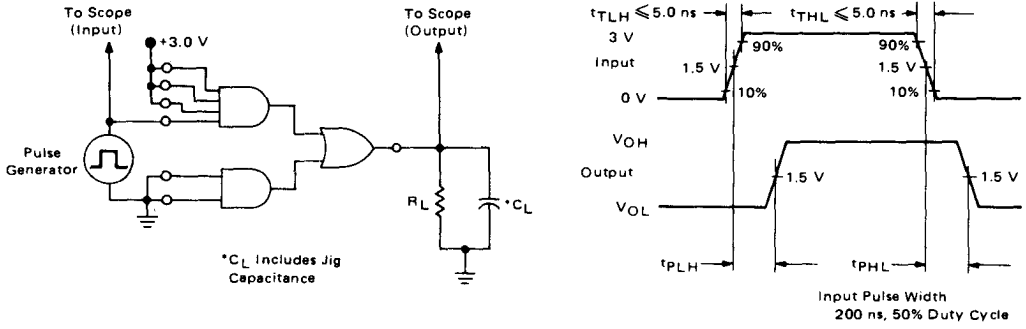 To Scope
(Input)
+3.0 V
To Scope
(Output)
Pulse
Generator
RL
*CL
*CL Includes Jig
Capacitance
tTLH ≤ 5.0 ns
tTHL ≤ 5.0 ns
3 V
90%
90%
Input
1.5 V
1.5 V
10%
10%
0 V
VOH
Output
1.5 V
1.5 V
VOL
tPLH
tPHL
Input Pulse Width
200 ns, 50% Duty Cycle